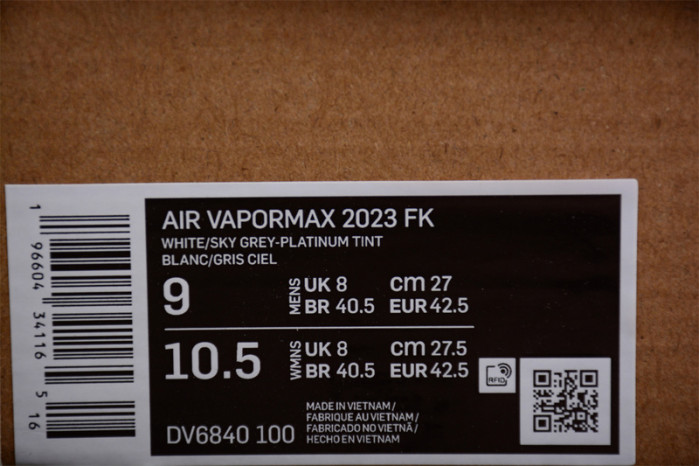 AIR VAPORMAX 2023 FK
WHITE/SKY GREY-PLATINUM TINT
BLANC/GRIS CIEL
9 MENS UK 8 CM 27
BR 40.5 EUR 42.5
10.5 WMNS UK 8 CM 27.5
BR 40.5 EUR 42.5
RFID
DV6840 100
MADE IN VIETNAM /
FABRIQUE AU VIETNAM /
FABRICADO NO VIETNÃ /
HECHO EN VIETNAM
1 96604 34116 5 16